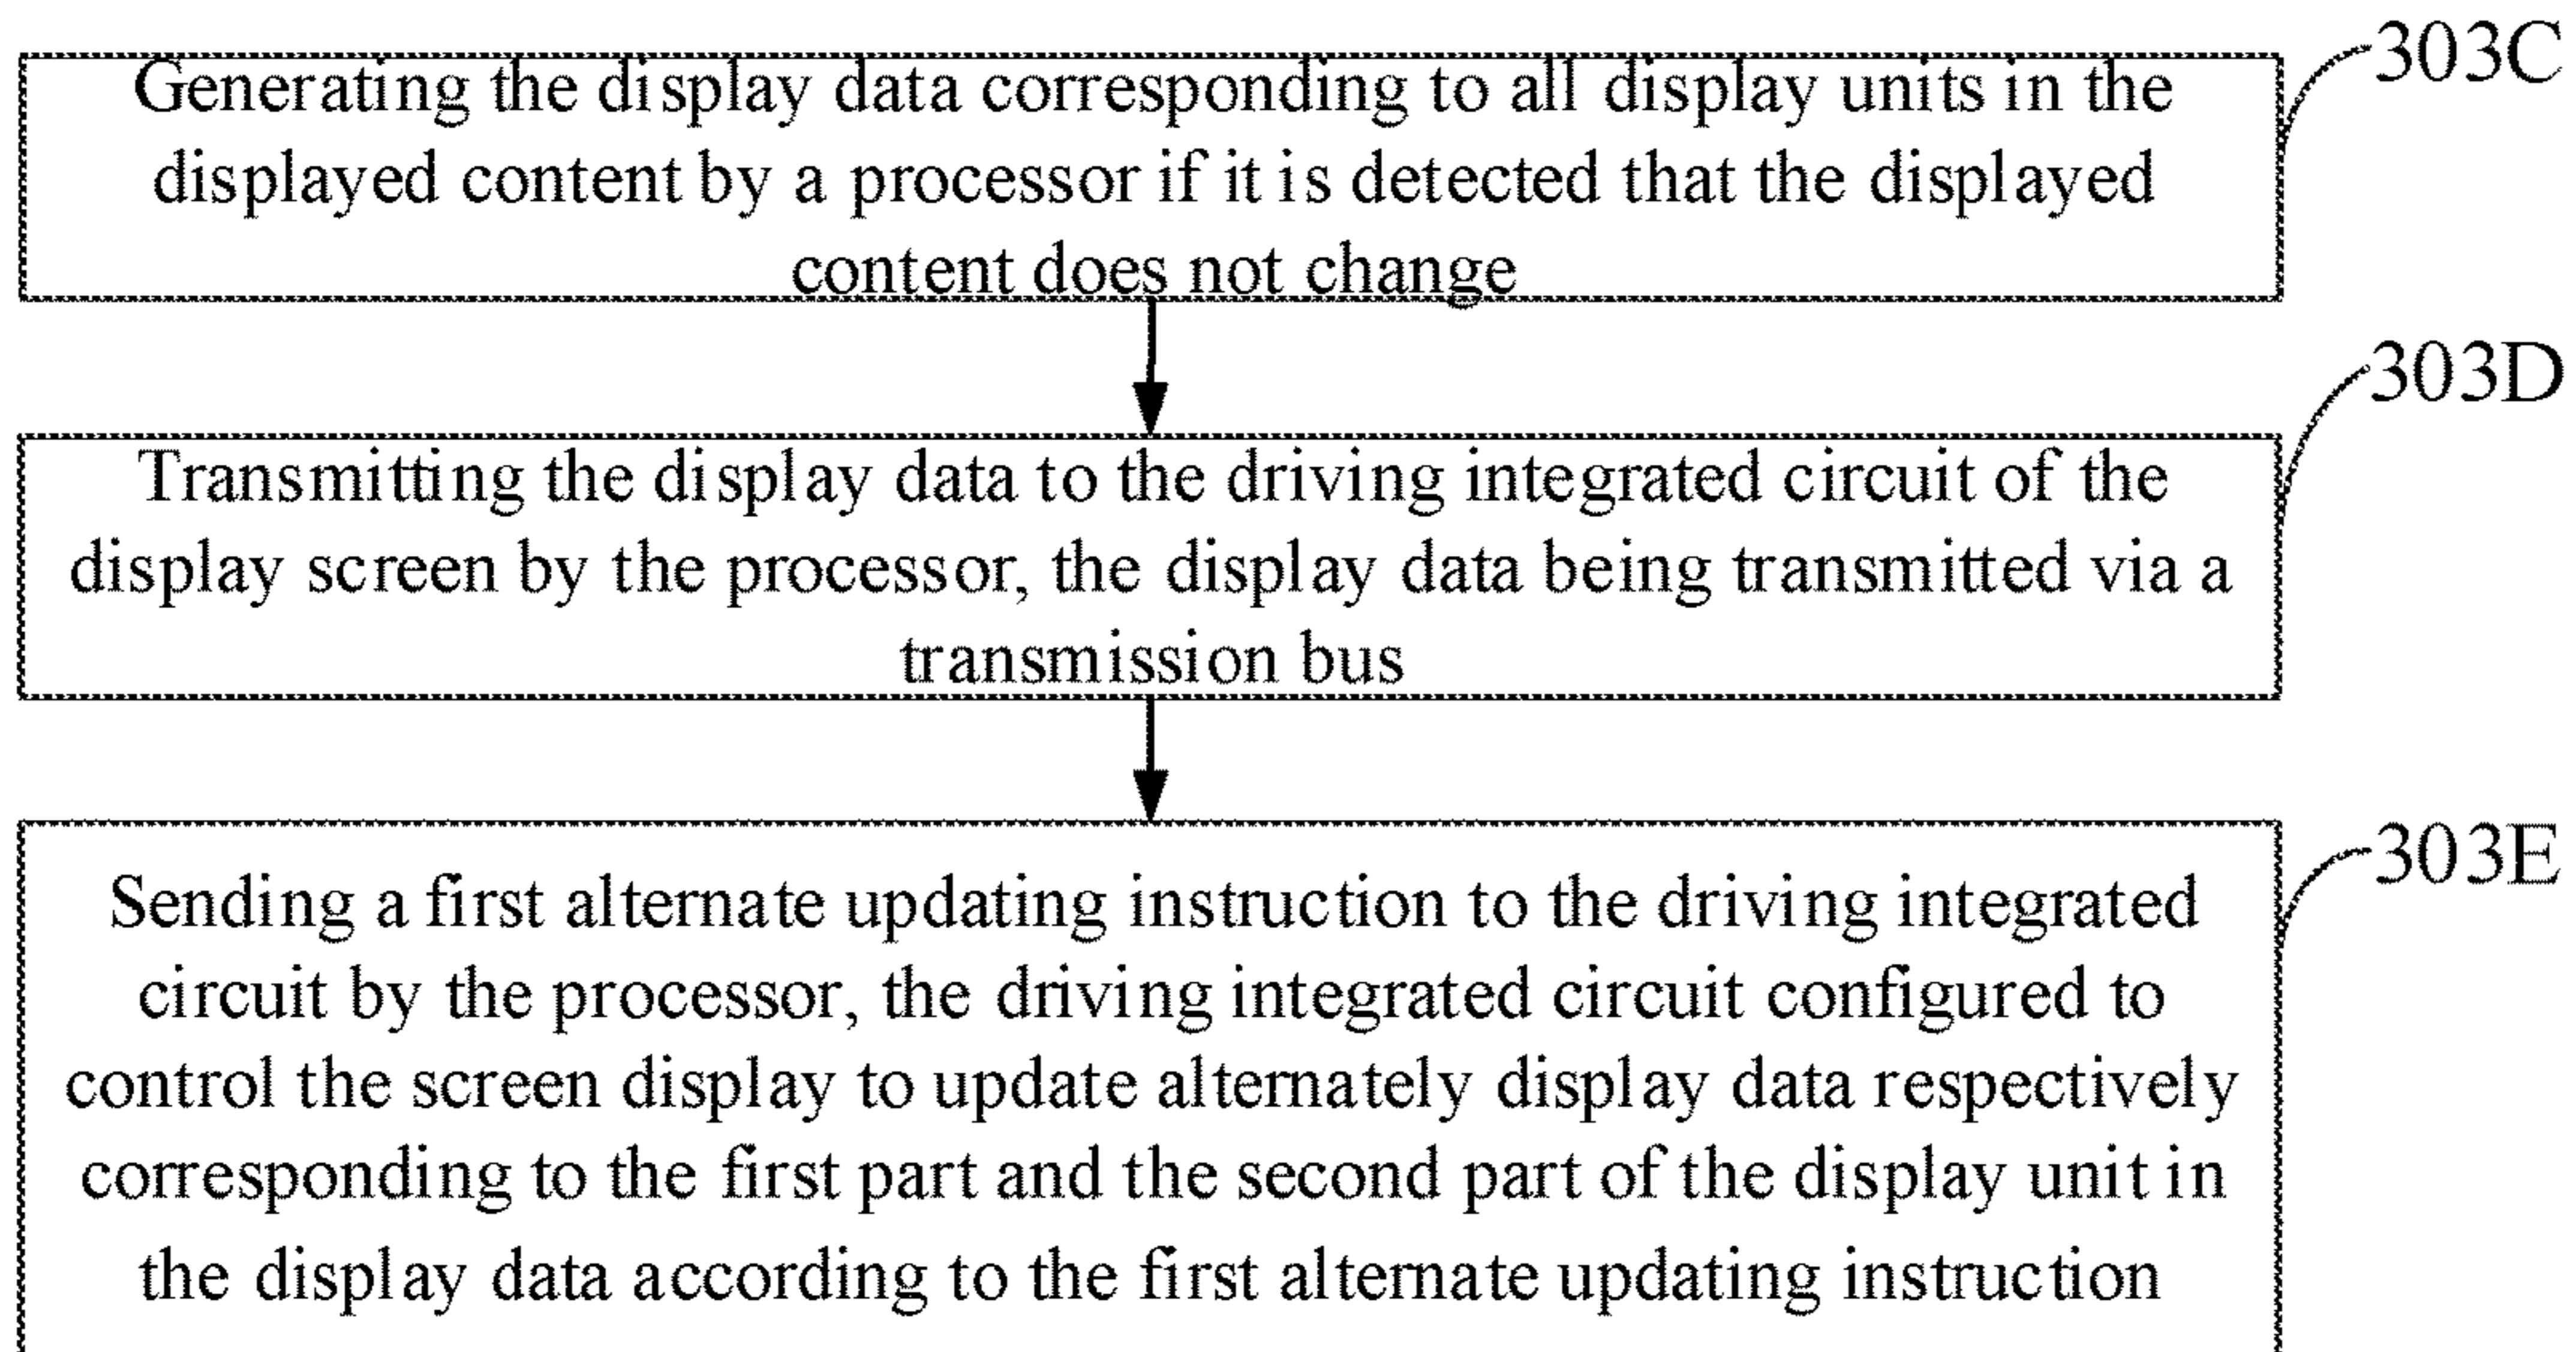 303C
Generating the display data corresponding to all display units in the
displayed content by a processor if it is detected that the displayed
content does not change
303D
Transmitting the display data to the driving integrated circuit of the
display screen by the processor, the display data being transmitted via a
transmission bus
303E
Sending a first alternate updating instruction to the driving integrated
circuit by the processor, the driving integrated circuit configured to
control the screen display to update alternately display data respectively
corresponding to the first part and the second part of the display unit in
the display data according to the first alternate updating instruction